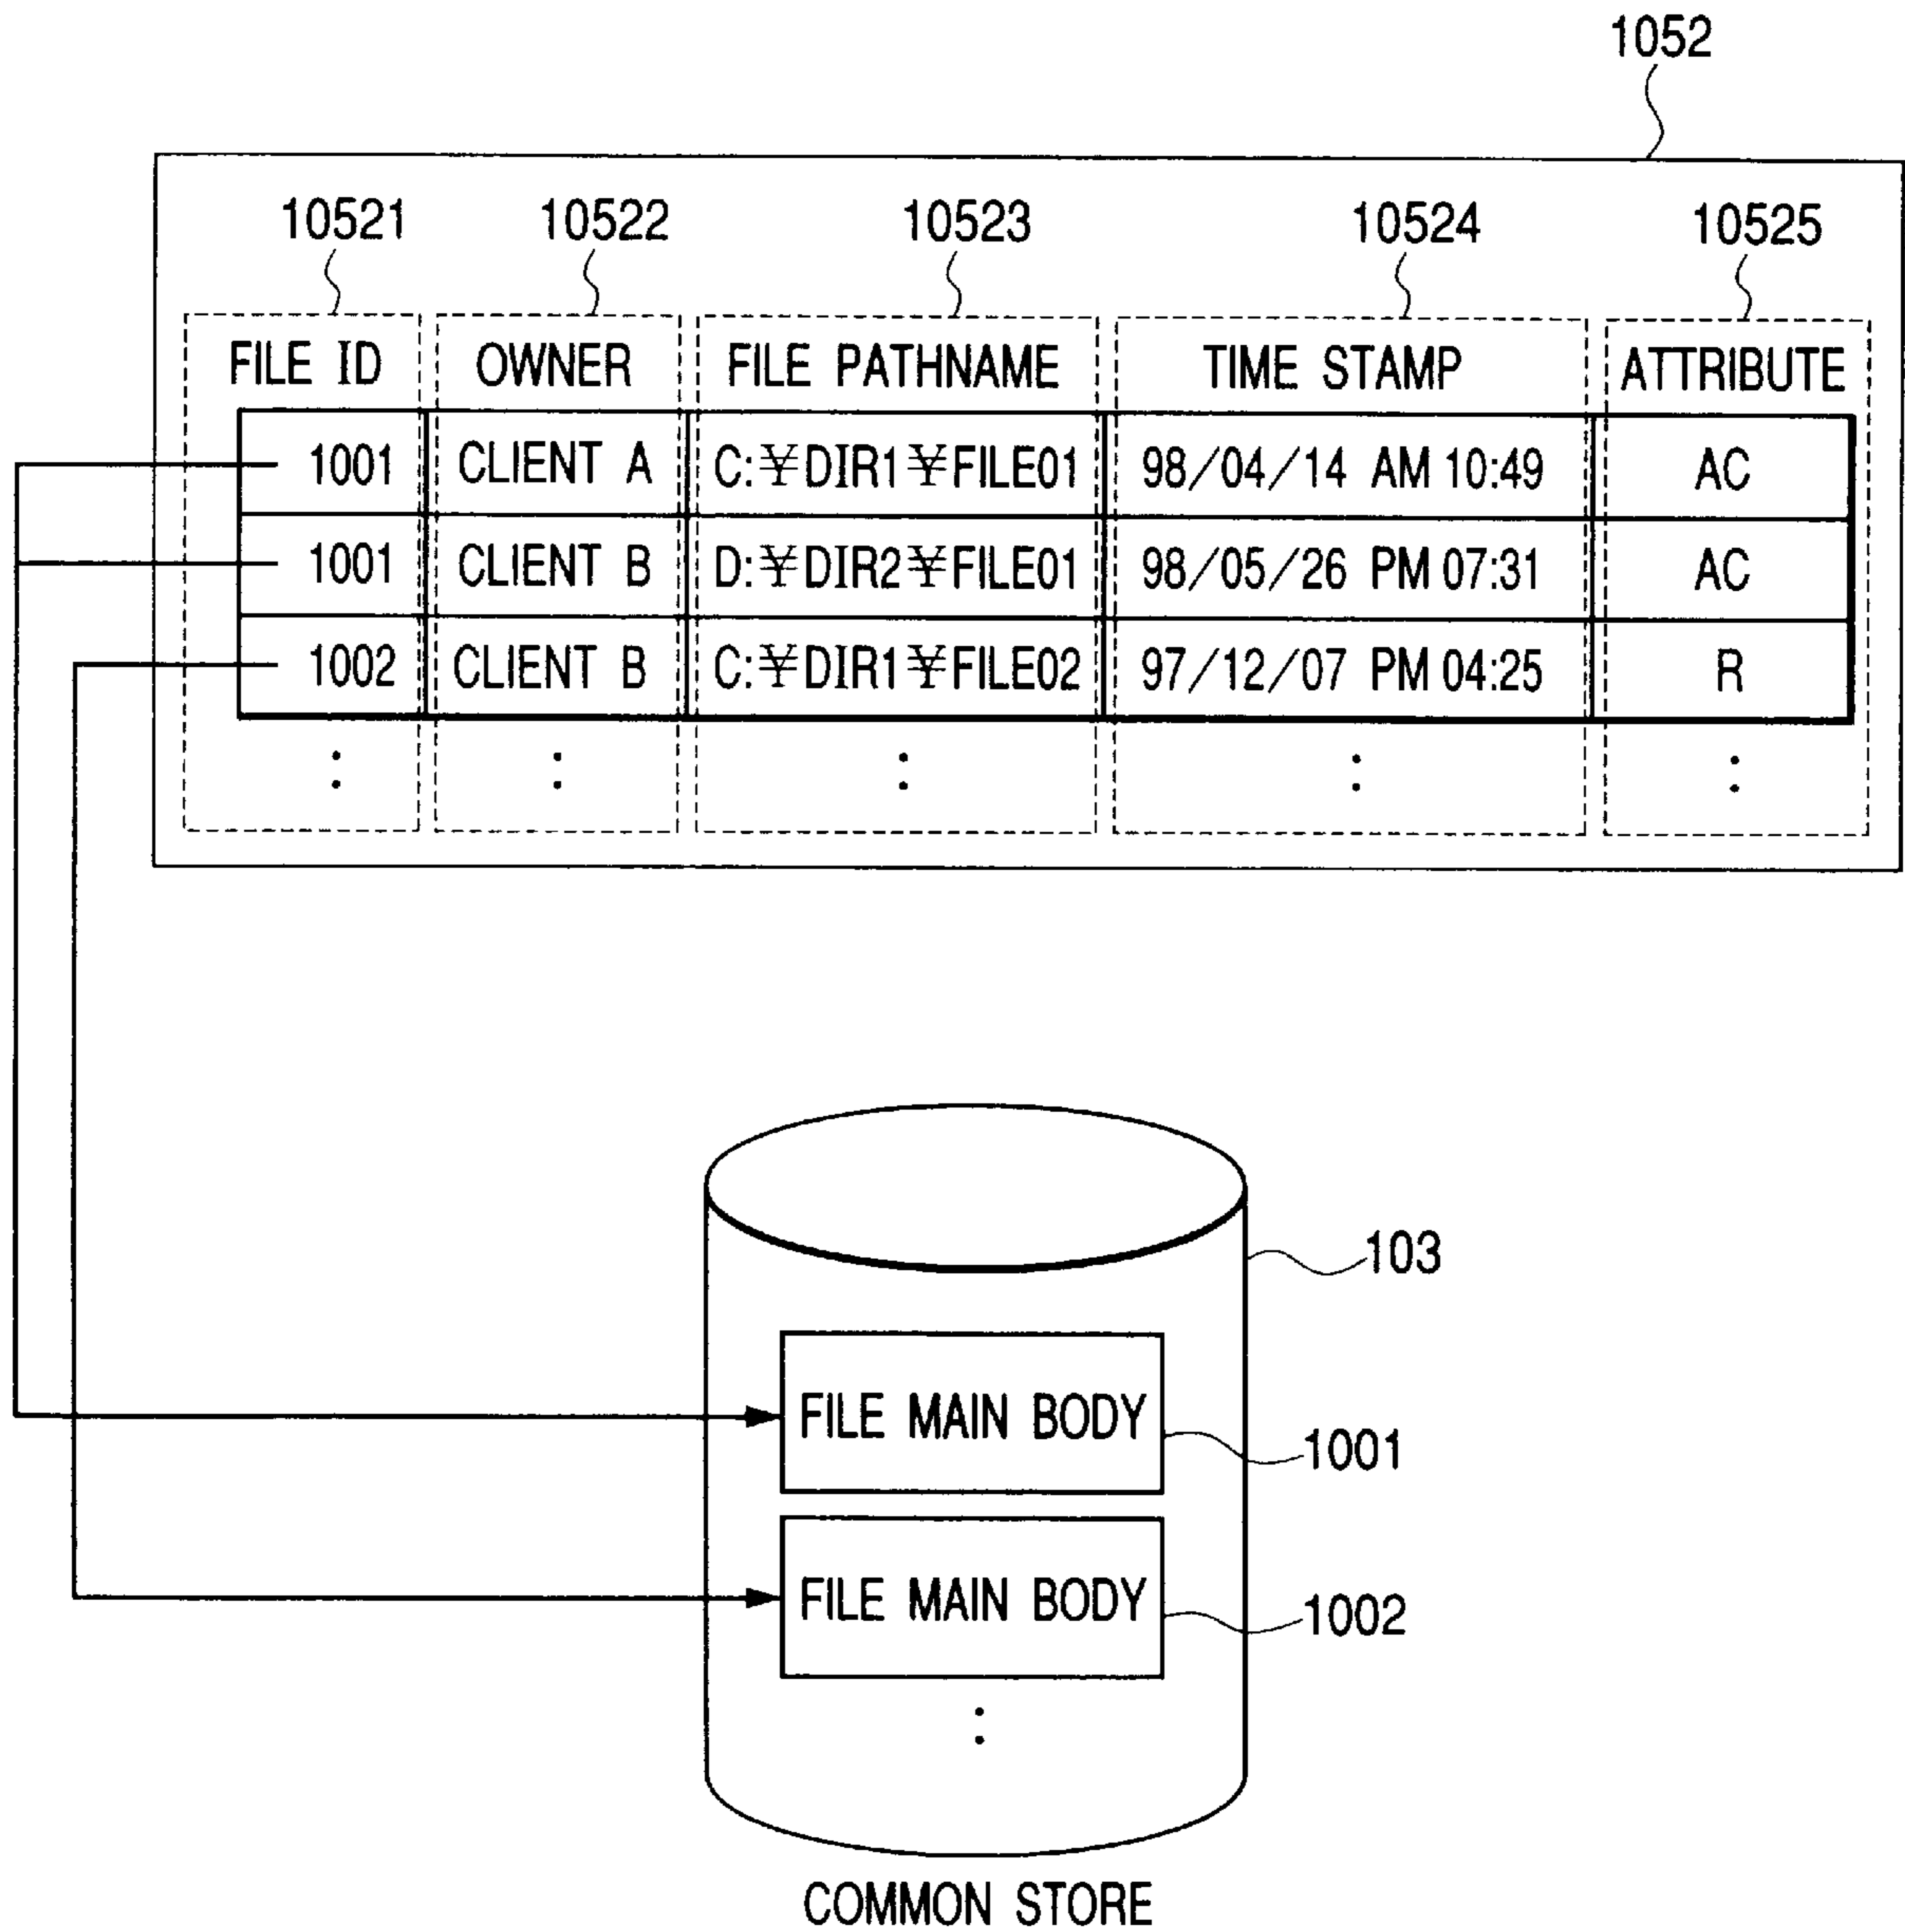 1052
10521 10522 10523 10524 10525
FILE ID OWNER FILE PATHNAME TIME STAMP ATTRIBUTE
1001 CLIENT A C:¥DIR1¥FILE01 98/04/14 AM 10:49 AC
1001 CLIENT B D:¥DIR2¥FILE01 98/05/26 PM 07:31 AC
1002 CLIENT B C:¥DIR1¥FILE02 97/12/07 PM 04:25 R
: : : : :
103
FILE MAIN BODY
1001
FILE MAIN BODY
1002
:
COMMON STORE